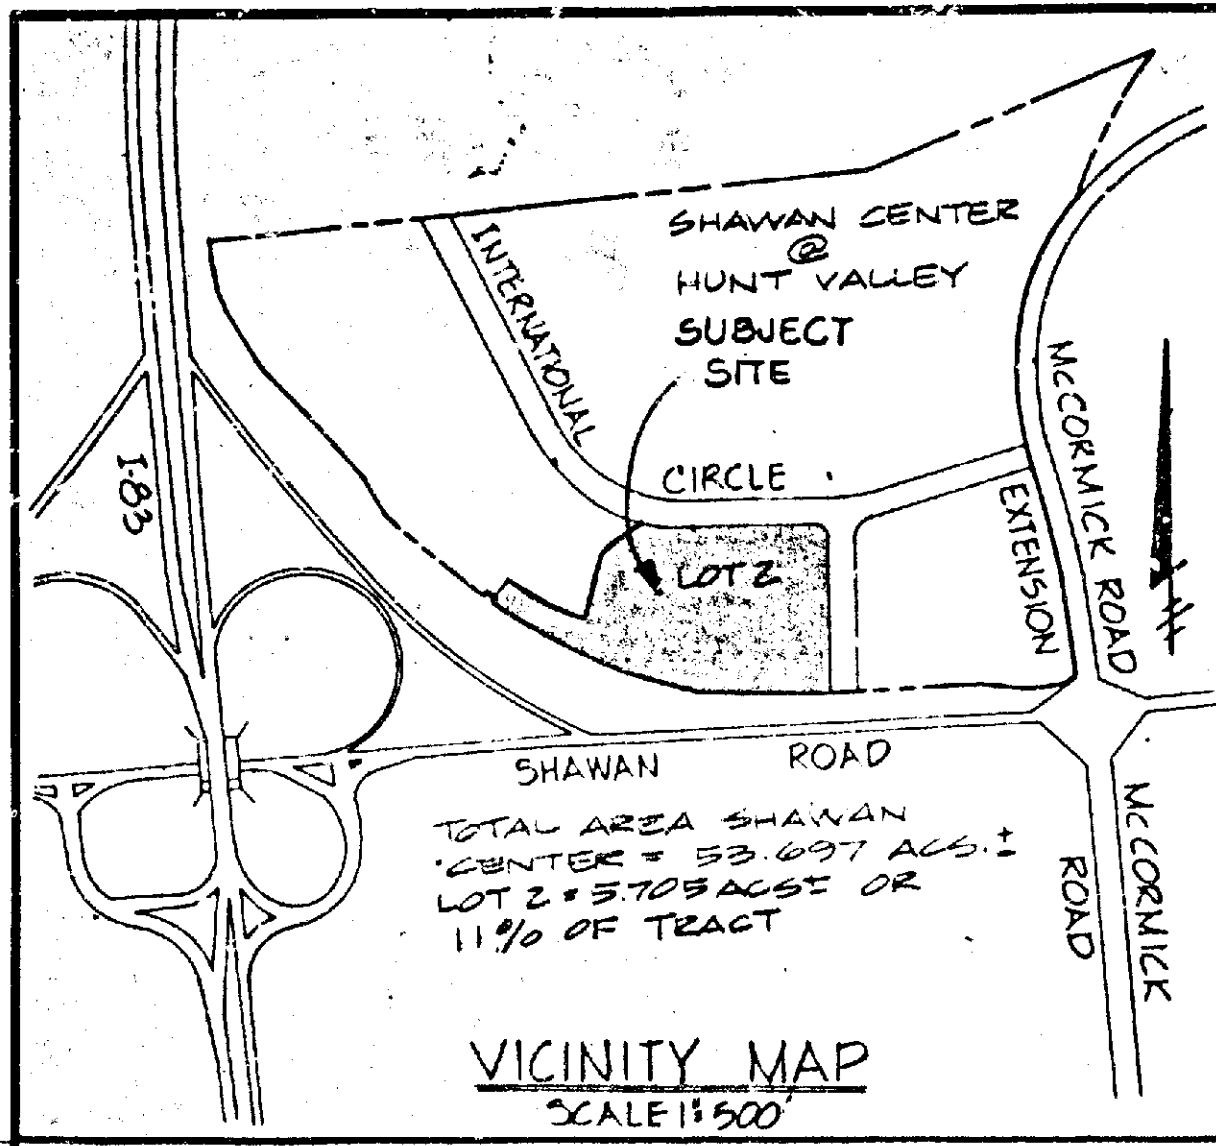 SHAWAN CENTER
@
HUNT VALLEY
SUBJECT
SITE
INTERNATIONAL
CIRCLE
McCORMICK ROAD
EXTENSION
I-83
LOT 2
SHAWAN ROAD
TOTAL AREA SHAWAN
CENTER = 53.697 ACS.±
LOT 2 = 5.705 ACS± OR
11% OF TRACT
McCORMICK
ROAD
VICINITY MAP
SCALE 1"=500'